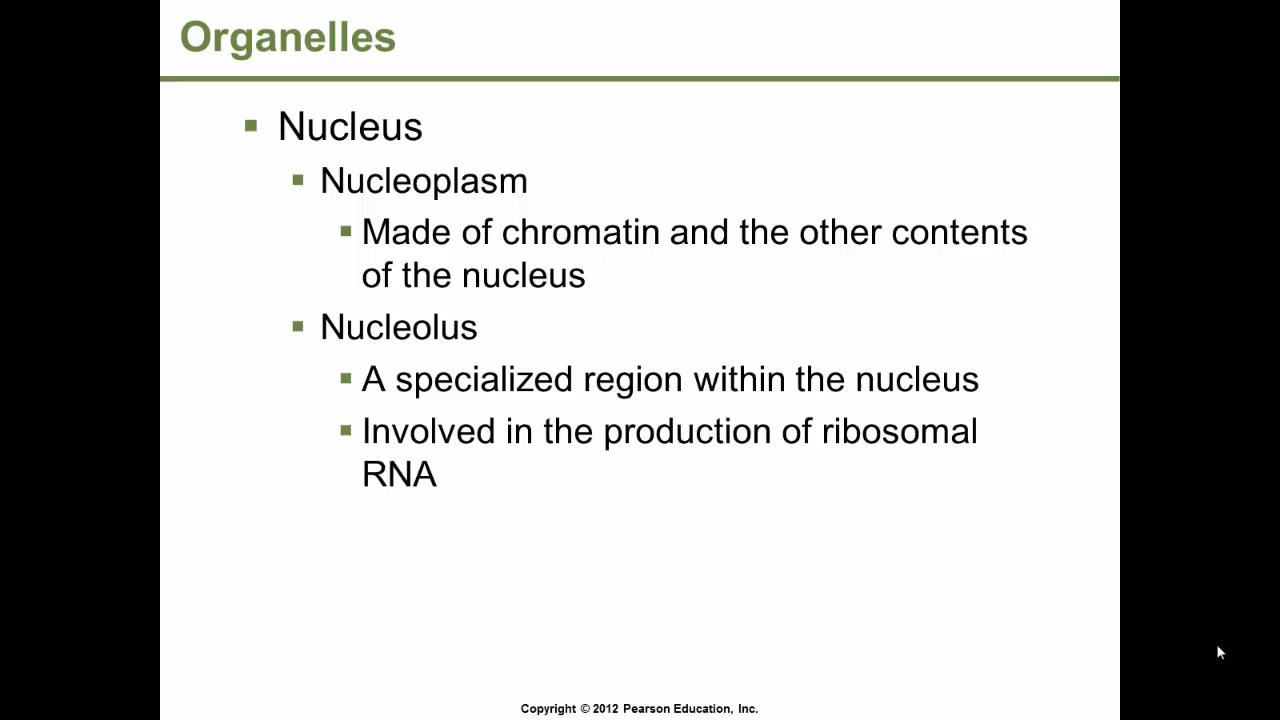 Organelles
Nucleus
Nucleoplasm
Made of chromatin and the other contents
of the nucleus
Nucleolus
A specialized region within the nucleus
Involved in the production of ribosomal
RNA
Copyright © 2012 Pearson Education, Inc.